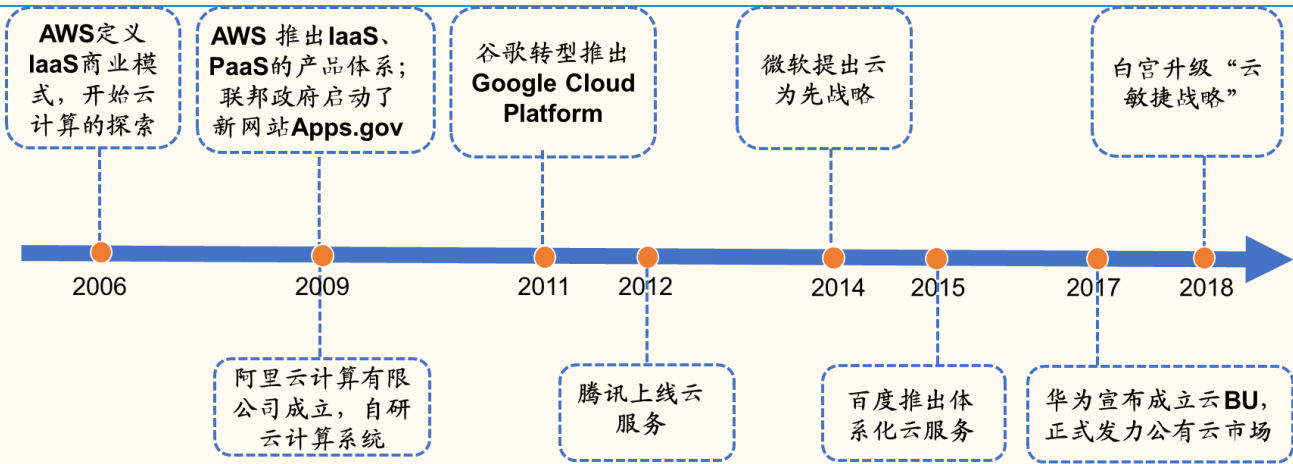 AWS定义
IaaS商业模
式，开始云
计算的探索
AWS 推出IaaS、
PaaS的产品体系；
联邦政府启动了
新网站Apps.gov
谷歌转型推出
Google Cloud
Platform
微软提出云
为先战略
白宫升级“云
敏捷战略”
2006
2009
2011
2012
2014
2015
2017
2018
阿里云计算有限
公司成立，自研
云计算系统
腾讯上线云
服务
百度推出体
系化云服务
华为宣布成立云BU，
正式发力公有云市场